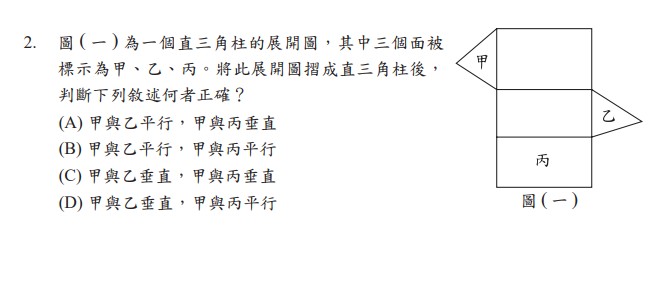 2. 圖(一)為一個直三角柱的展開圖，其中三個面被
標示為甲、乙、丙。將此展開圖摺成直三角柱後，
判斷下列敘述何者正確？
(A) 甲與乙平行，甲與丙垂直
(B) 甲與乙平行，甲與丙平行
(C) 甲與乙垂直，甲與丙垂直
(D) 甲與乙垂直，甲與丙平行
甲
乙
丙
圖(一)